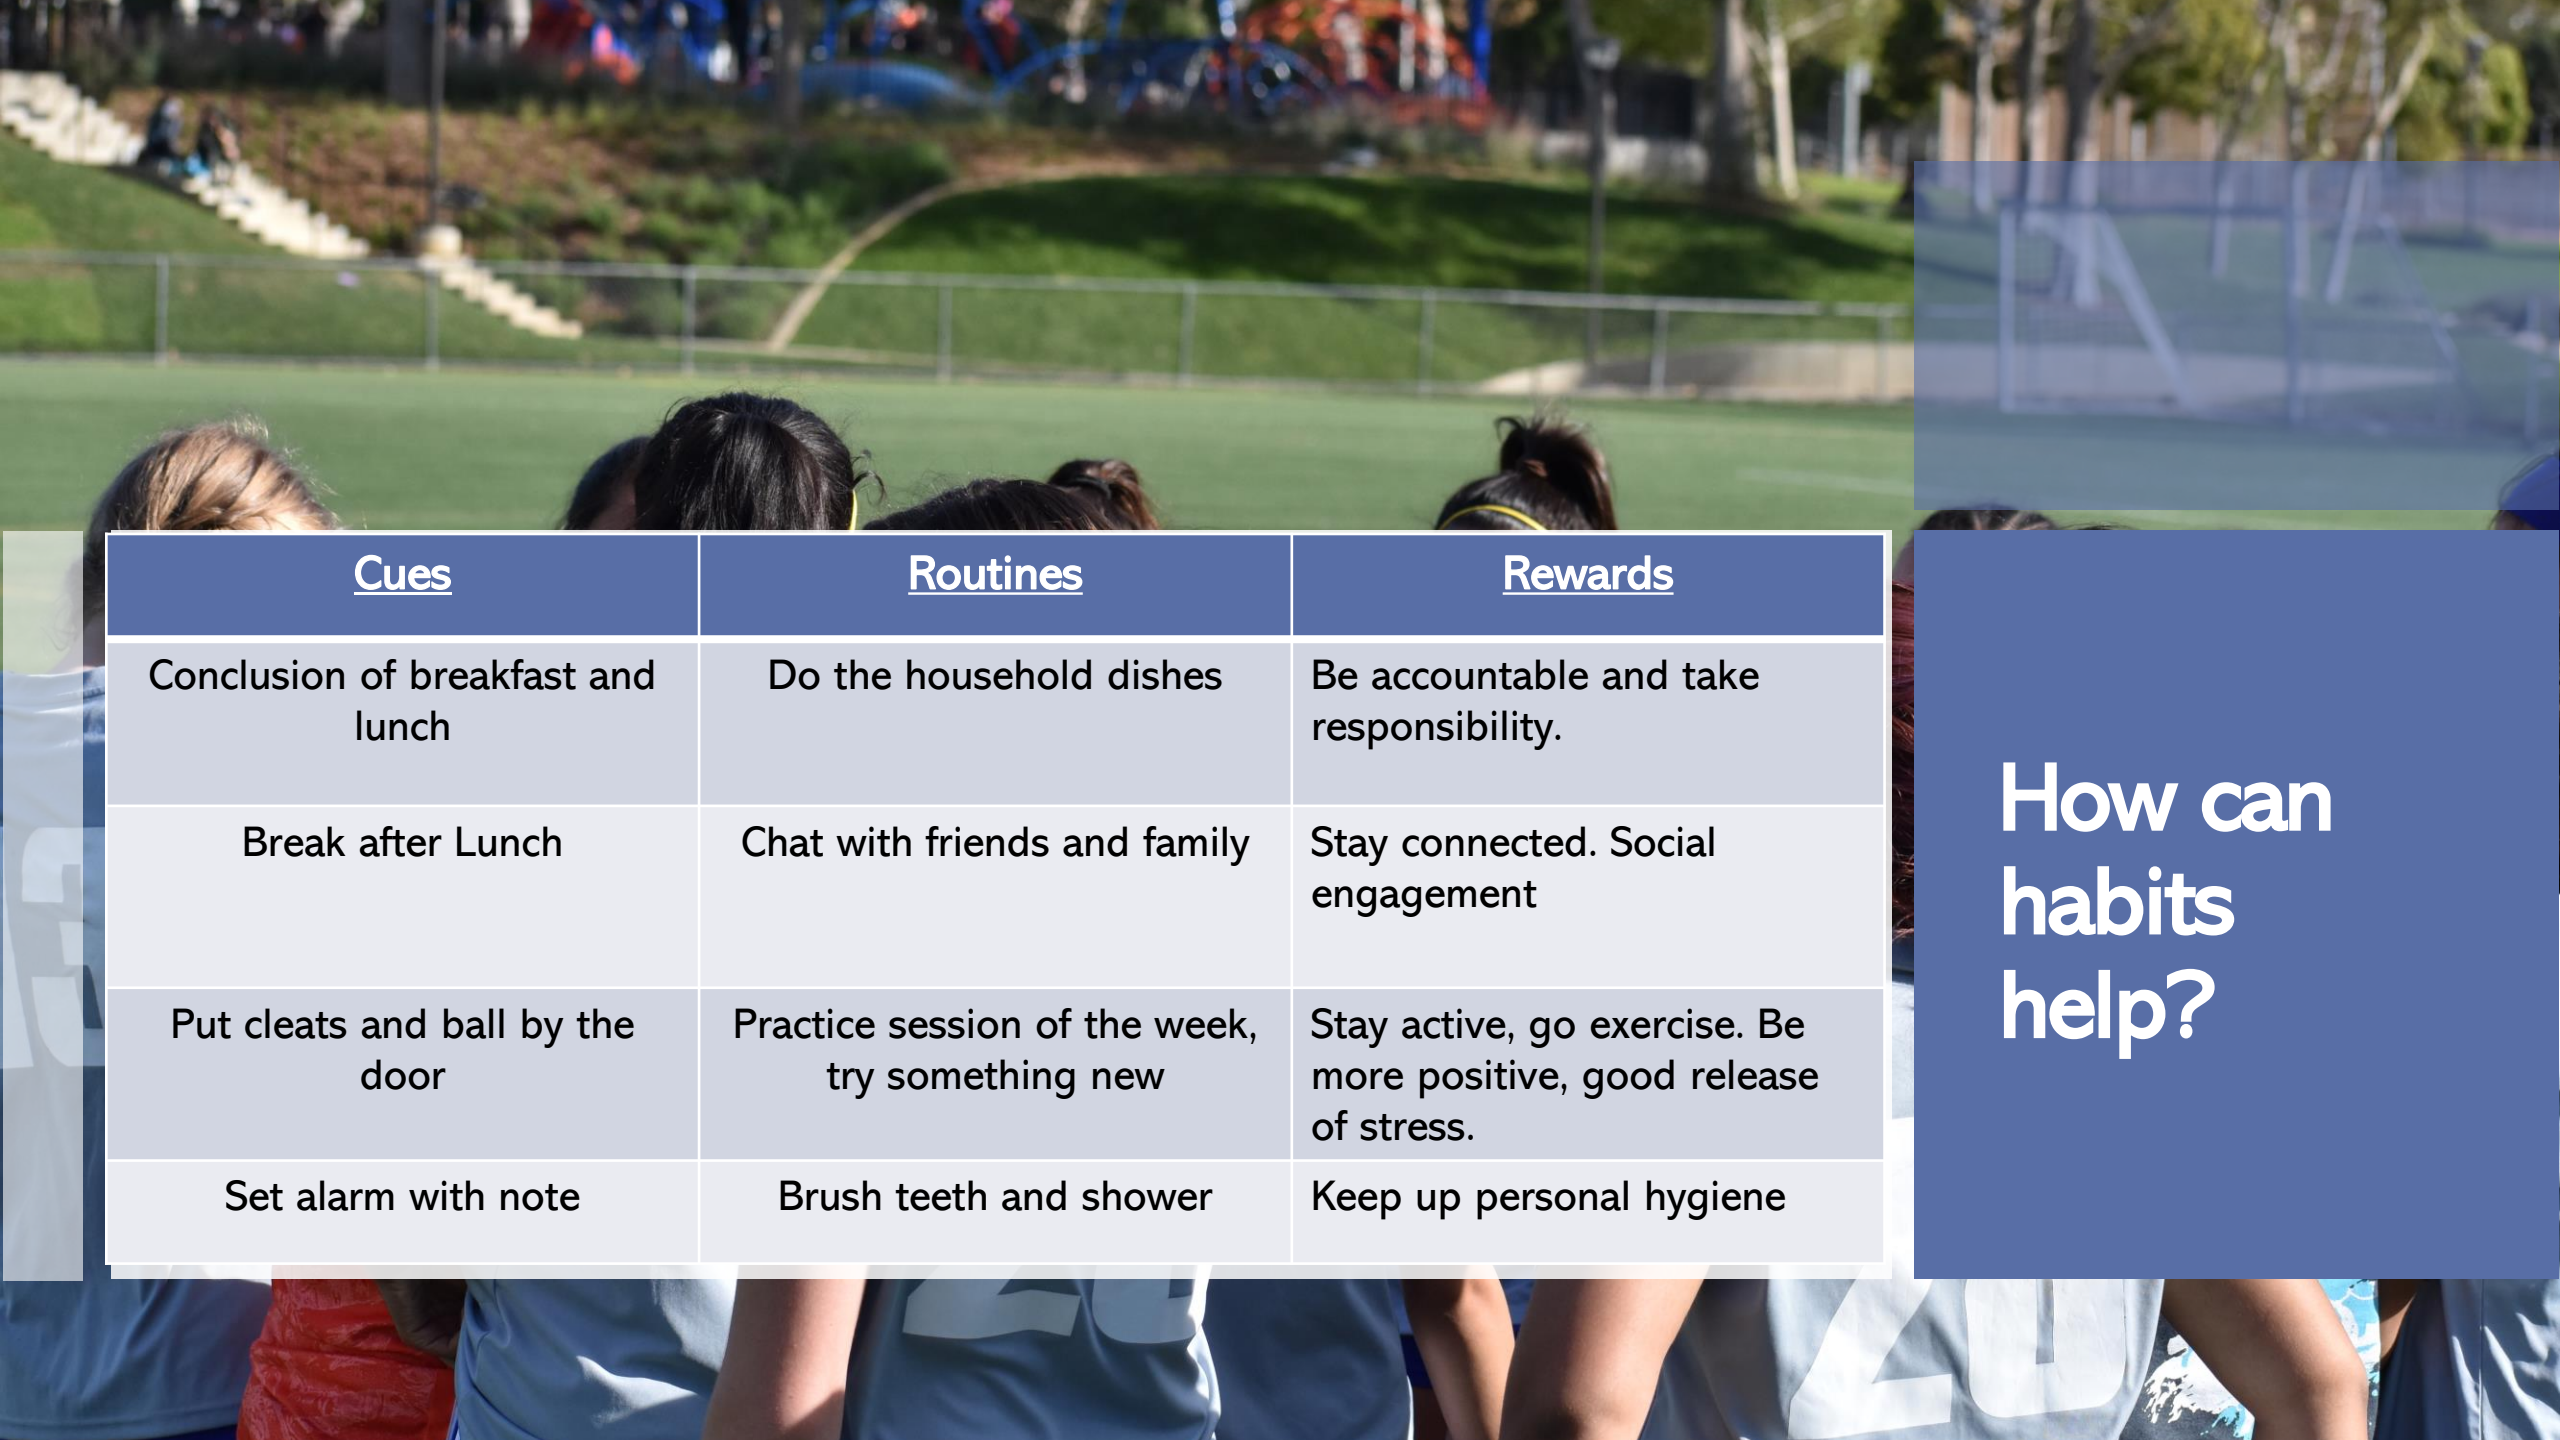 Cues
Routines
Rewards
Conclusion of breakfast and
lunch
Do the household dishes
Be accountable and take
responsibility.
Break after Lunch
Chat with friends and family
Stay connected. Social
engagement
Put cleats and ball by the
door
Practice session of the week,
try something new
Stay active, go exercise. Be
more positive, good release
of stress.
Set alarm with note
Brush teeth and shower
Keep up personal hygiene
How can
habits
help?
3
20
20